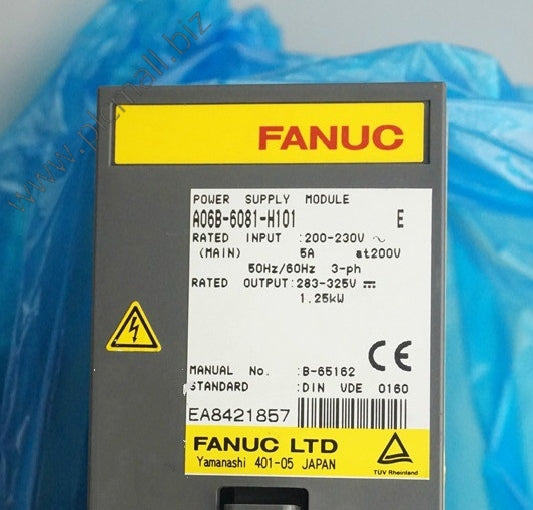 www.plcmall.biz
FANUC
POWER SUPPLY MODULE
A06B-6081-H101 E
RATED INPUT :200-230V ~
(MAIN) 5A at200V
50Hz/60Hz 3-ph
RATED OUTPUT:283-325V ⎓
1.25kW
MANUAL No. :B-65162
STANDARD :DIN VDE 0160
CE
EA8421857
FANUC LTD
Yamanashi 401-05 JAPAN
TÜV Rheinland